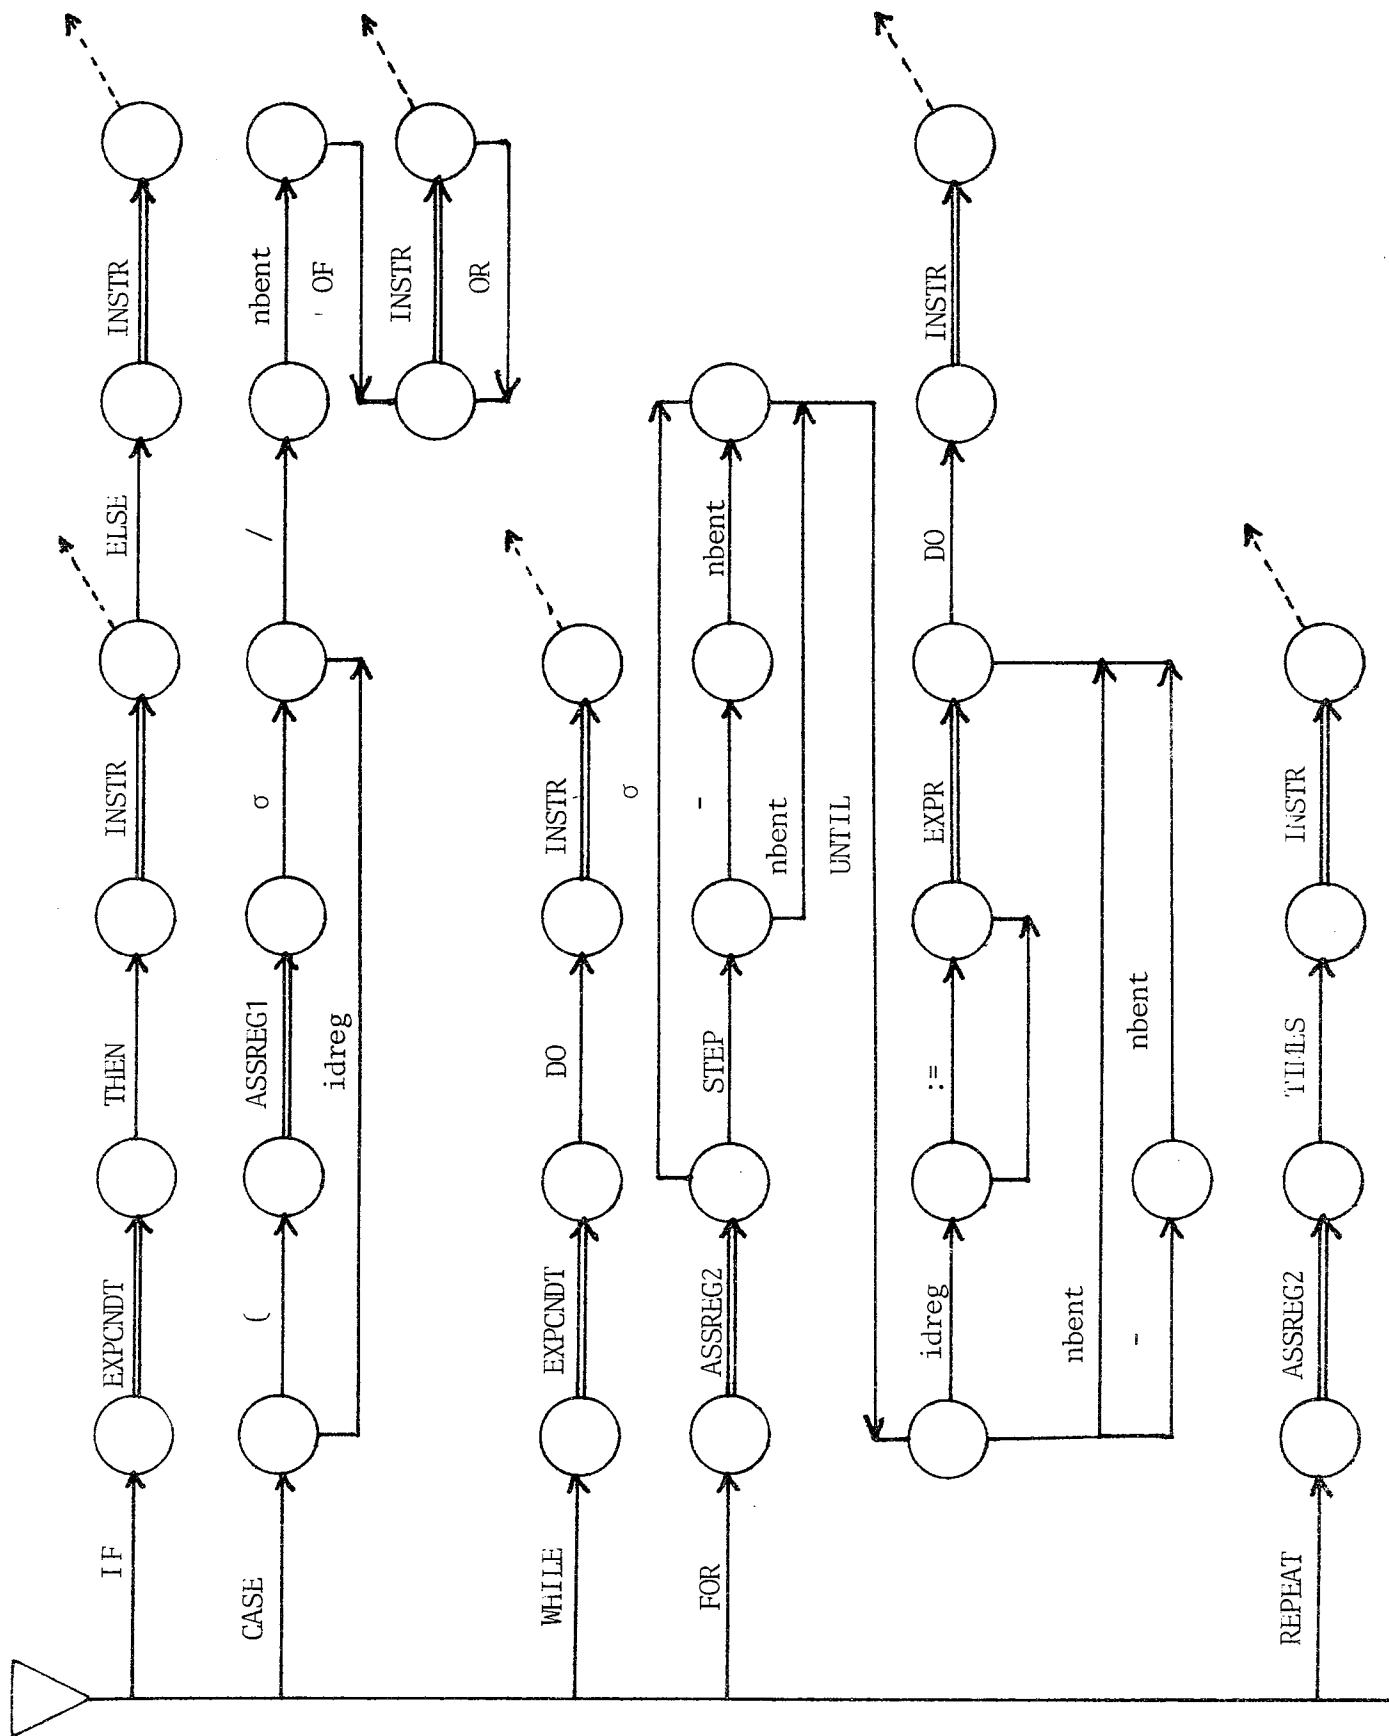 IF
EXPCNDT
THEN
INSTR
ELSE
INSTR
CASE
(
ASSREG1
σ
/
nbent
idreg
OF
INSTR
OR
WHILE
EXPCNDT
DO
INSTR
FOR
ASSREG2
STEP
-
nbent
σ
nbent
UNTIL
idreg
:=
EXPR
DO
INSTR
nbent
-
nbent
REPEAT
ASSREG2
TIMES
INSTR